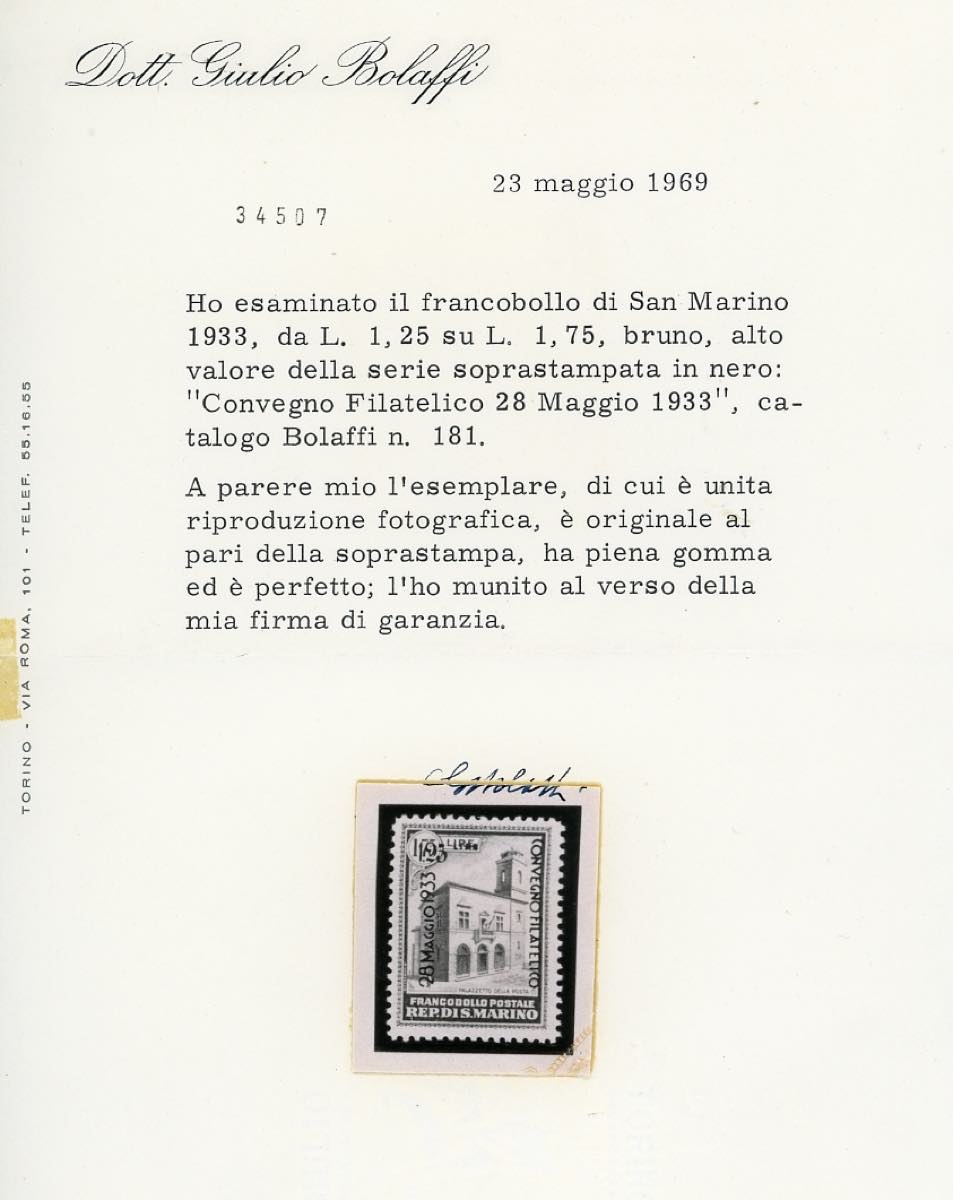 Dott. Giulio Bolaffi
23 maggio 1969
34507
Ho esaminato il francobollo di San Marino
1933, da L. 1,25 su L. 1,75, bruno, alto
valore della serie soprastampata in nero:
"Convegno Filatelico 28 Maggio 1933", ca-
talogo Bolaffi n. 181.
A parere mio l'esemplare, di cui è unita
riproduzione fotografica, è originale al
pari della soprastampa, ha piena gomma
ed è perfetto; l'ho munito al verso della
mia firma di garanzia.
TORINO - VIA ROMA, 101 - TELEF. 55.16.55
LIRE
28 MAGGIO 1933
CONVEGNO FILATELICO
PALAZZETTO DELLA POSTA
FRANCOBOLLO POSTALE
REP. DI S. MARINO